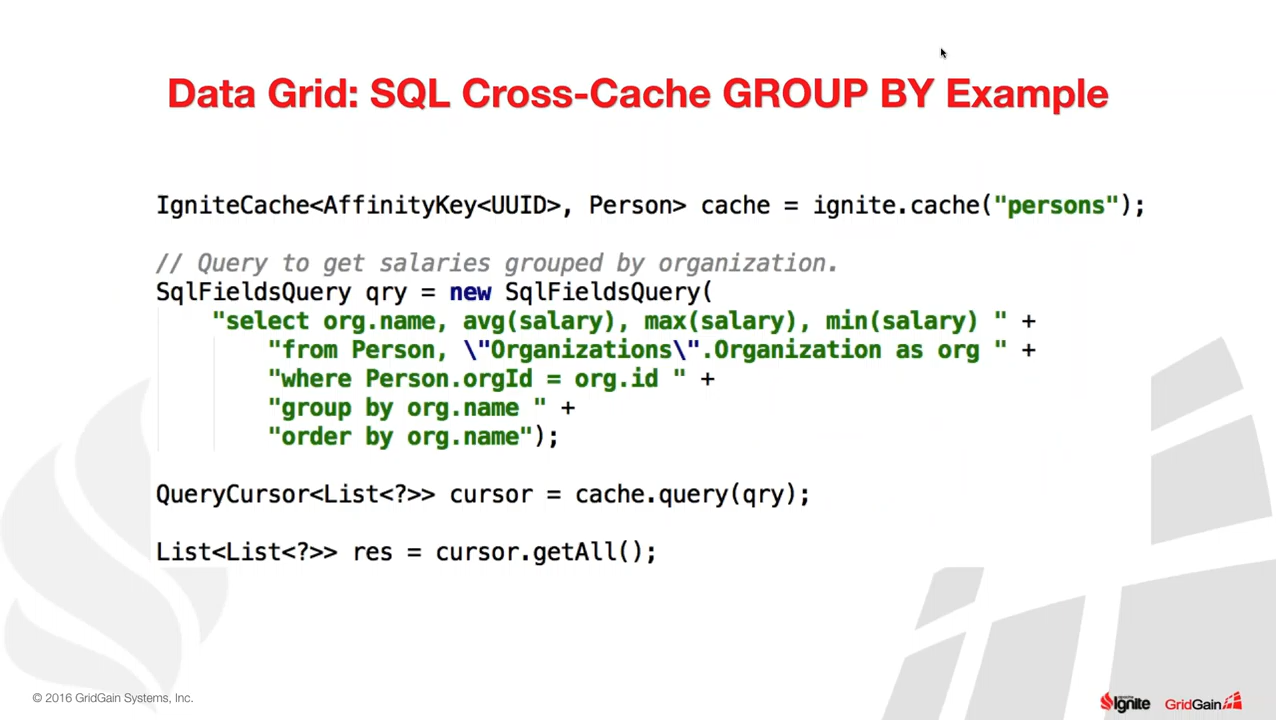 Data Grid: SQL Cross-Cache GROUP BY Example
IgniteCache<AffinityKey<UUID>, Person> cache = ignite.cache("persons");
// Query to get salaries grouped by organization.
SqlFieldsQuery qry = new SqlFieldsQuery(
"select org.name, avg(salary), max(salary), min(salary) " +
"from Person, \"Organizations\".Organization as org " +
"where Person.orgId = org.id " +
"group by org.name " +
"order by org.name");
QueryCursor<List<?>> cursor = cache.query(qry);
List<List<?>> res = cursor.getAll();
© 2016 GridGain Systems, Inc.
Ignite
GridGain